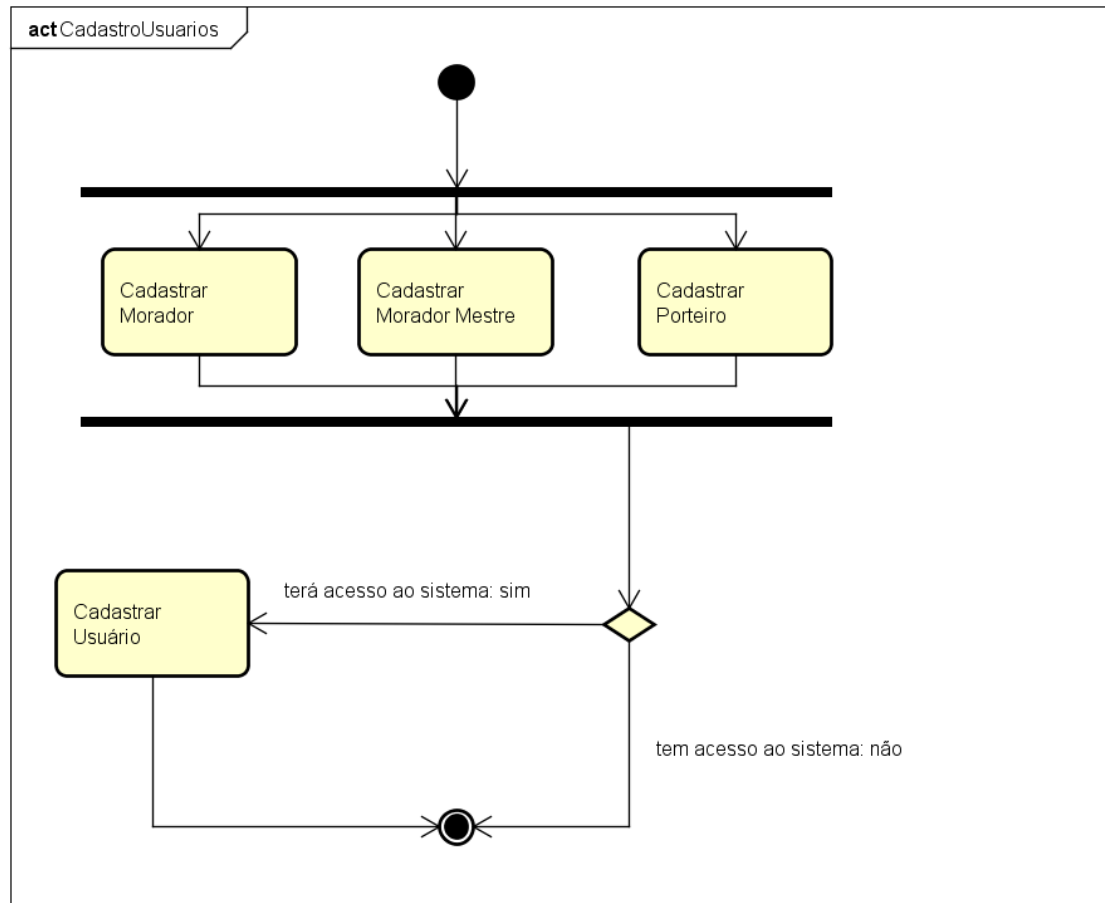 act CadastroUsuarios
Cadastrar
Morador
Cadastrar
Morador Mestre
Cadastrar
Porteiro
terá acesso ao sistema: sim
Cadastrar
Usuário
tem acesso ao sistema: não